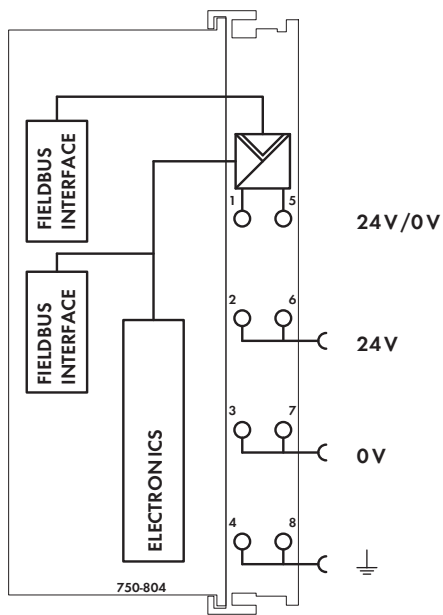 FIELDBUS
INTERFACE
1 5
24V/0V
FIELDBUS
INTERFACE
2 6
24V
ELECTRONICS
3 7
0V
4 8
750-804